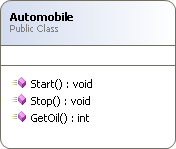 Automobile
Public Class
Start() : void
Stop() : void
GetOil() : int